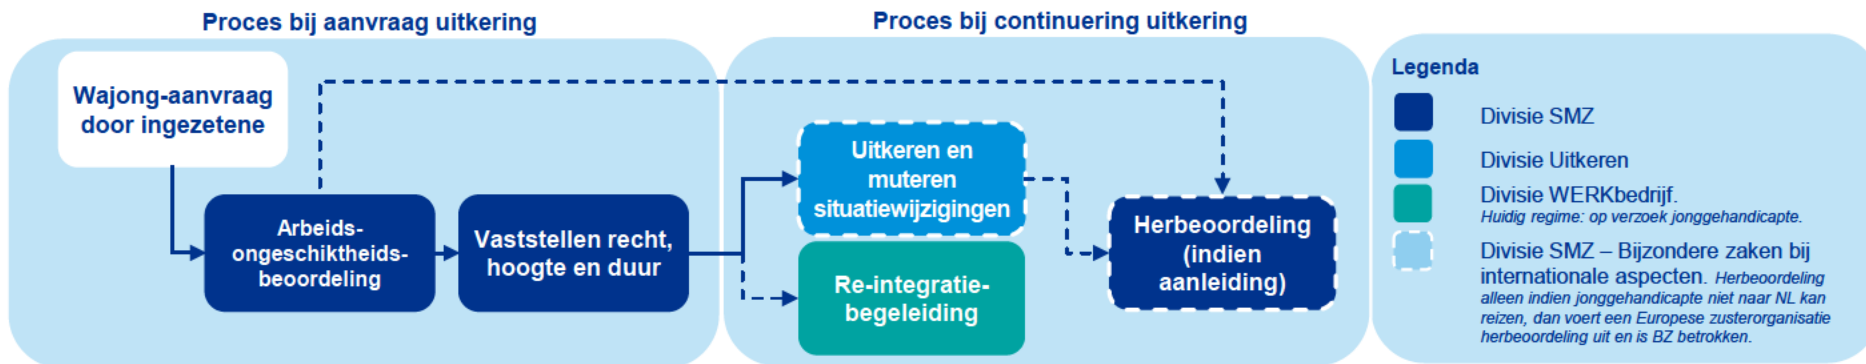 Proces bij aanvraag uitkering
Proces bij continuering uitkering
Wajong-aanvraag
door ingezetene
Arbeids-
ongeschiktheids-
beoordeling
Vaststellen recht,
hoogte en duur
Uitkeren en
muteren
situatiewijzigingen
Re-integratie-
begeleiding
Herbeoordeling
(indien
aanleiding)
Legenda
Divisie SMZ
Divisie Uitkeren
Divisie WERKbedrijf.
Huidig regime: op verzoek jonggehandicapte.
Divisie SMZ – Bijzondere zaken bij
internationale aspecten. Herbeoordeling
alleen indien jonggehandicapte niet naar NL kan
reizen, dan voert een Europese zusterorganisatie
herbeoordeling uit en is BZ betrokken.